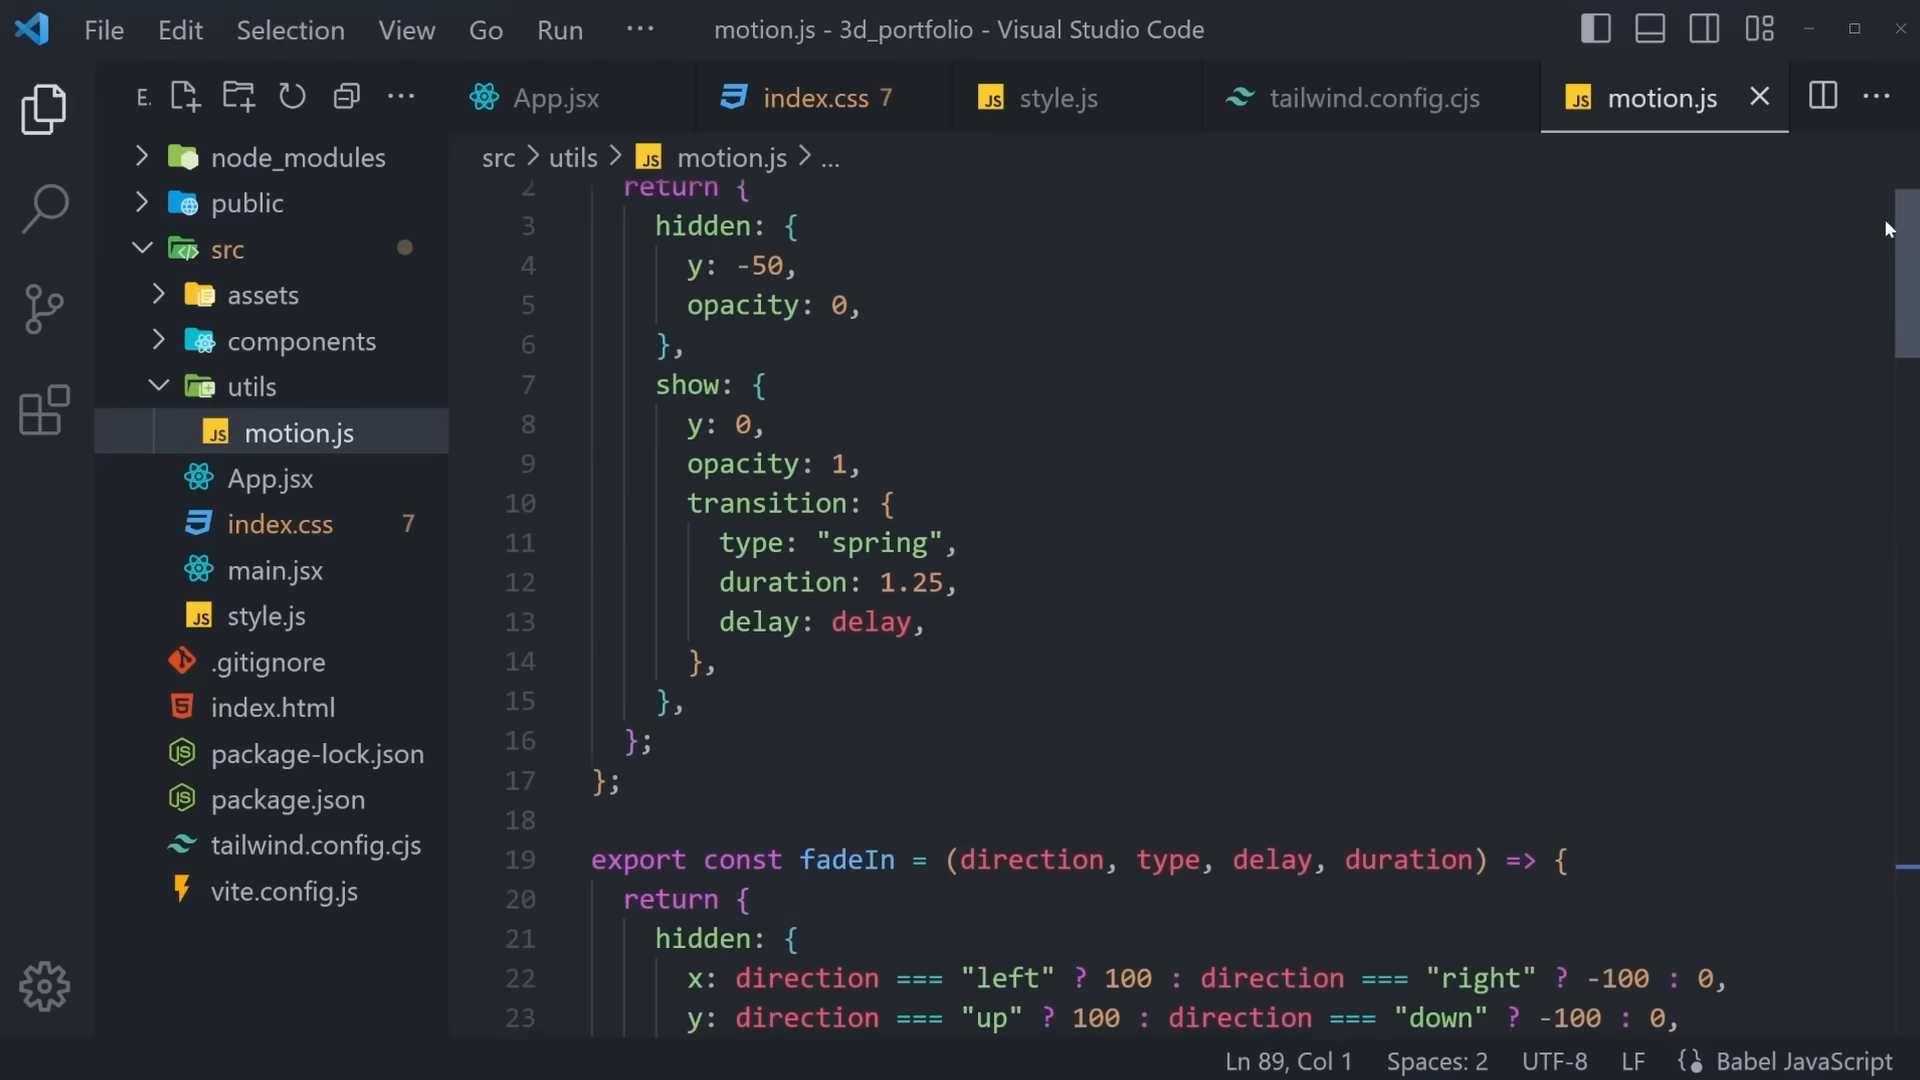 File Edit Selection View Go Run ··· motion.js - 3d_portfolio - Visual Studio Code
E.
App.jsx
index.css 7
style.js
tailwind.config.cjs
motion.js
src > utils > JS motion.js > ...
node_modules
public
src
assets
components
utils
JS motion.js
App.jsx
index.css 7
main.jsx
JS style.js
.gitignore
index.html
package-lock.json
package.json
tailwind.config.cjs
vite.config.js
2 return {
3 hidden: {
4 y: -50,
5 opacity: 0,
6 },
7 show: {
8 y: 0,
9 opacity: 1,
10 transition: {
11 type: "spring",
12 duration: 1.25,
13 delay: delay,
14 },
15 },
16 };
17 };
18
19 export const fadeIn = (direction, type, delay, duration) => {
20 return {
21 hidden: {
22 x: direction === "left" ? 100 : direction === "right" ? -100 : 0,
23 y: direction === "up" ? 100 : direction === "down" ? -100 : 0,
Ln 89, Col 1 Spaces: 2 UTF-8 LF Babel JavaScript